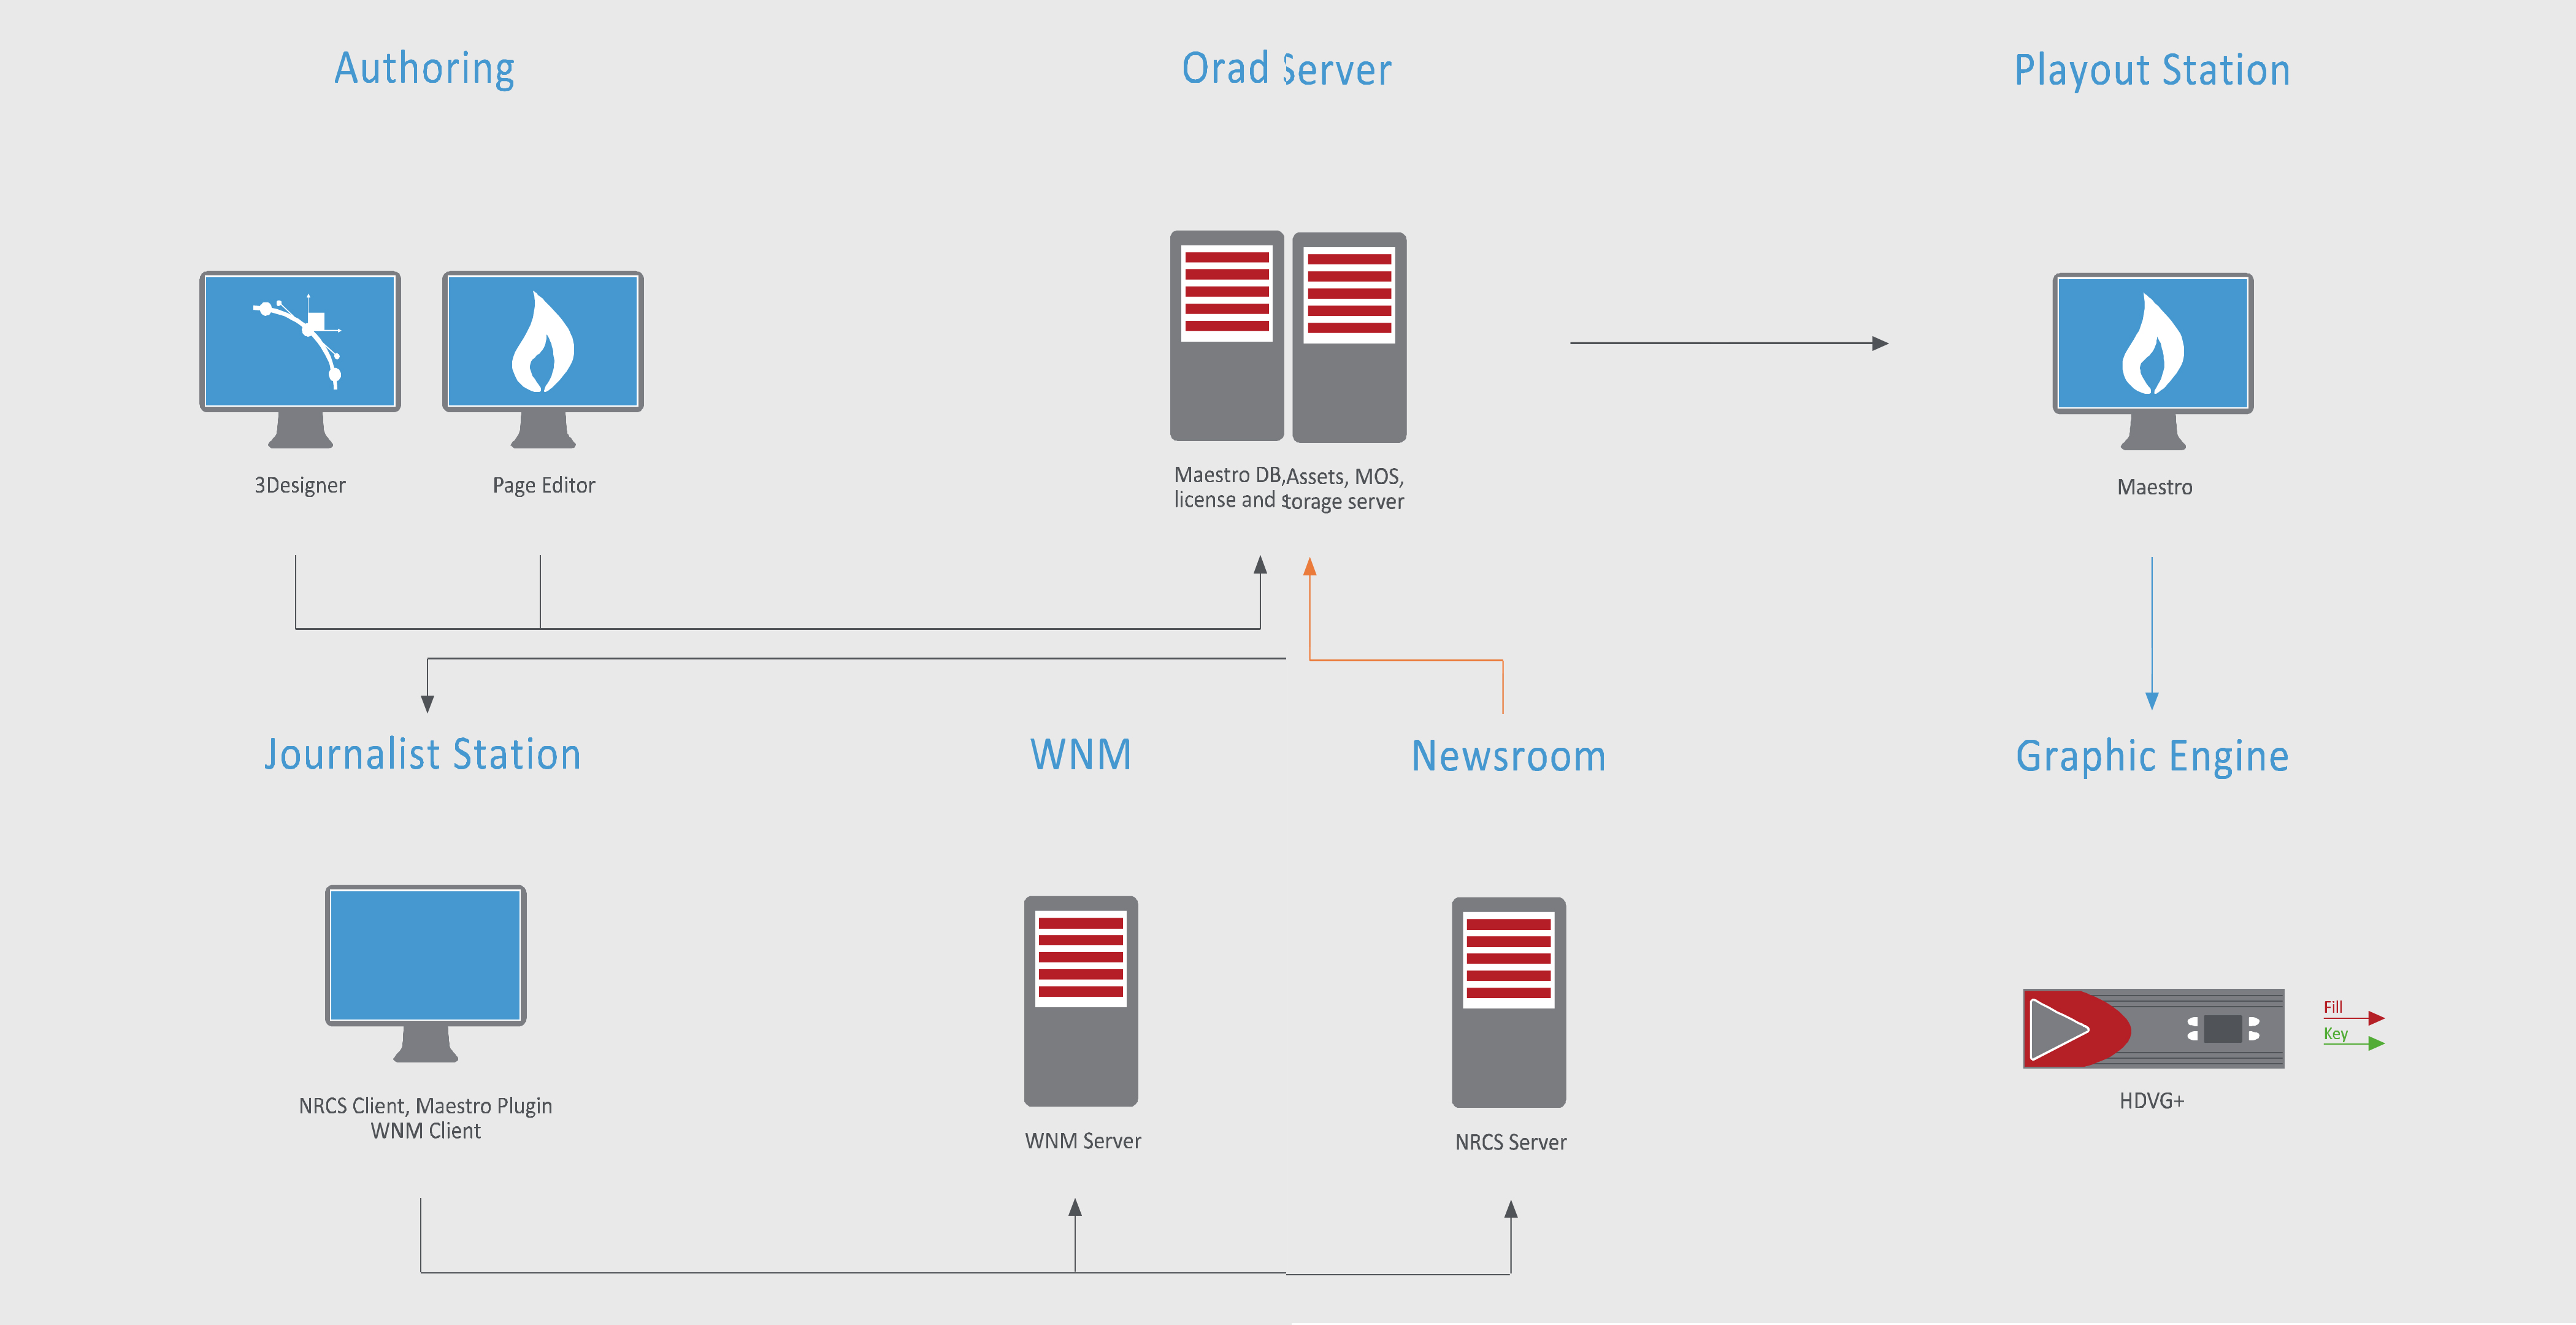 Authoring
Orad Server
Playout Station
3Designer
Page Editor
Maestro DB, Assets, MOS,
license and storage server
Maestro
Journalist Station
WNM
Newsroom
Graphic Engine
NRCS Client, Maestro Plugin
WNM Client
WNM Server
NRCS Server
Fill
Key
HDVG+